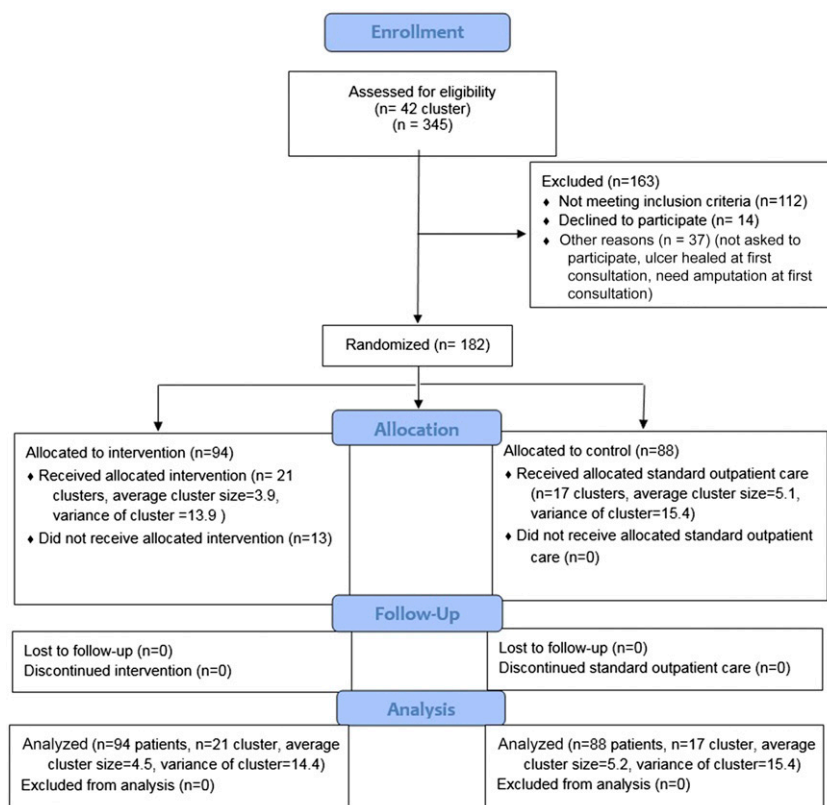 Enrollment
Assessed for eligibility
(n= 42 cluster)
(n = 345)
Excluded (n=163)
♦ Not meeting inclusion criteria (n=112)
♦ Declined to participate (n= 14)
♦ Other reasons (n = 37) (not asked to
participate, ulcer healed at first
consultation, need amputation at first
consultation)
Randomized (n= 182)
Allocation
Allocated to intervention (n=94)
♦ Received allocated intervention (n= 21
clusters, average cluster size=3.9,
variance of cluster =13.9 )
♦ Did not receive allocated intervention (n=13)
Allocated to control (n=88)
♦ Received allocated standard outpatient care
(n=17 clusters, average cluster size=5.1,
variance of cluster=15.4)
♦ Did not receive allocated standard outpatient
care (n=0)
Follow-Up
Lost to follow-up (n=0)
Discontinued intervention (n=0)
Lost to follow-up (n=0)
Discontinued standard outpatient care (n=0)
Analysis
Analyzed (n=94 patients, n=21 cluster, average
cluster size=4.5, variance of cluster=14.4)
Excluded from analysis (n=0)
Analyzed (n=88 patients, n=17 cluster, average
cluster size=5.2, variance of cluster=15.4)
Excluded from analysis (n=0)